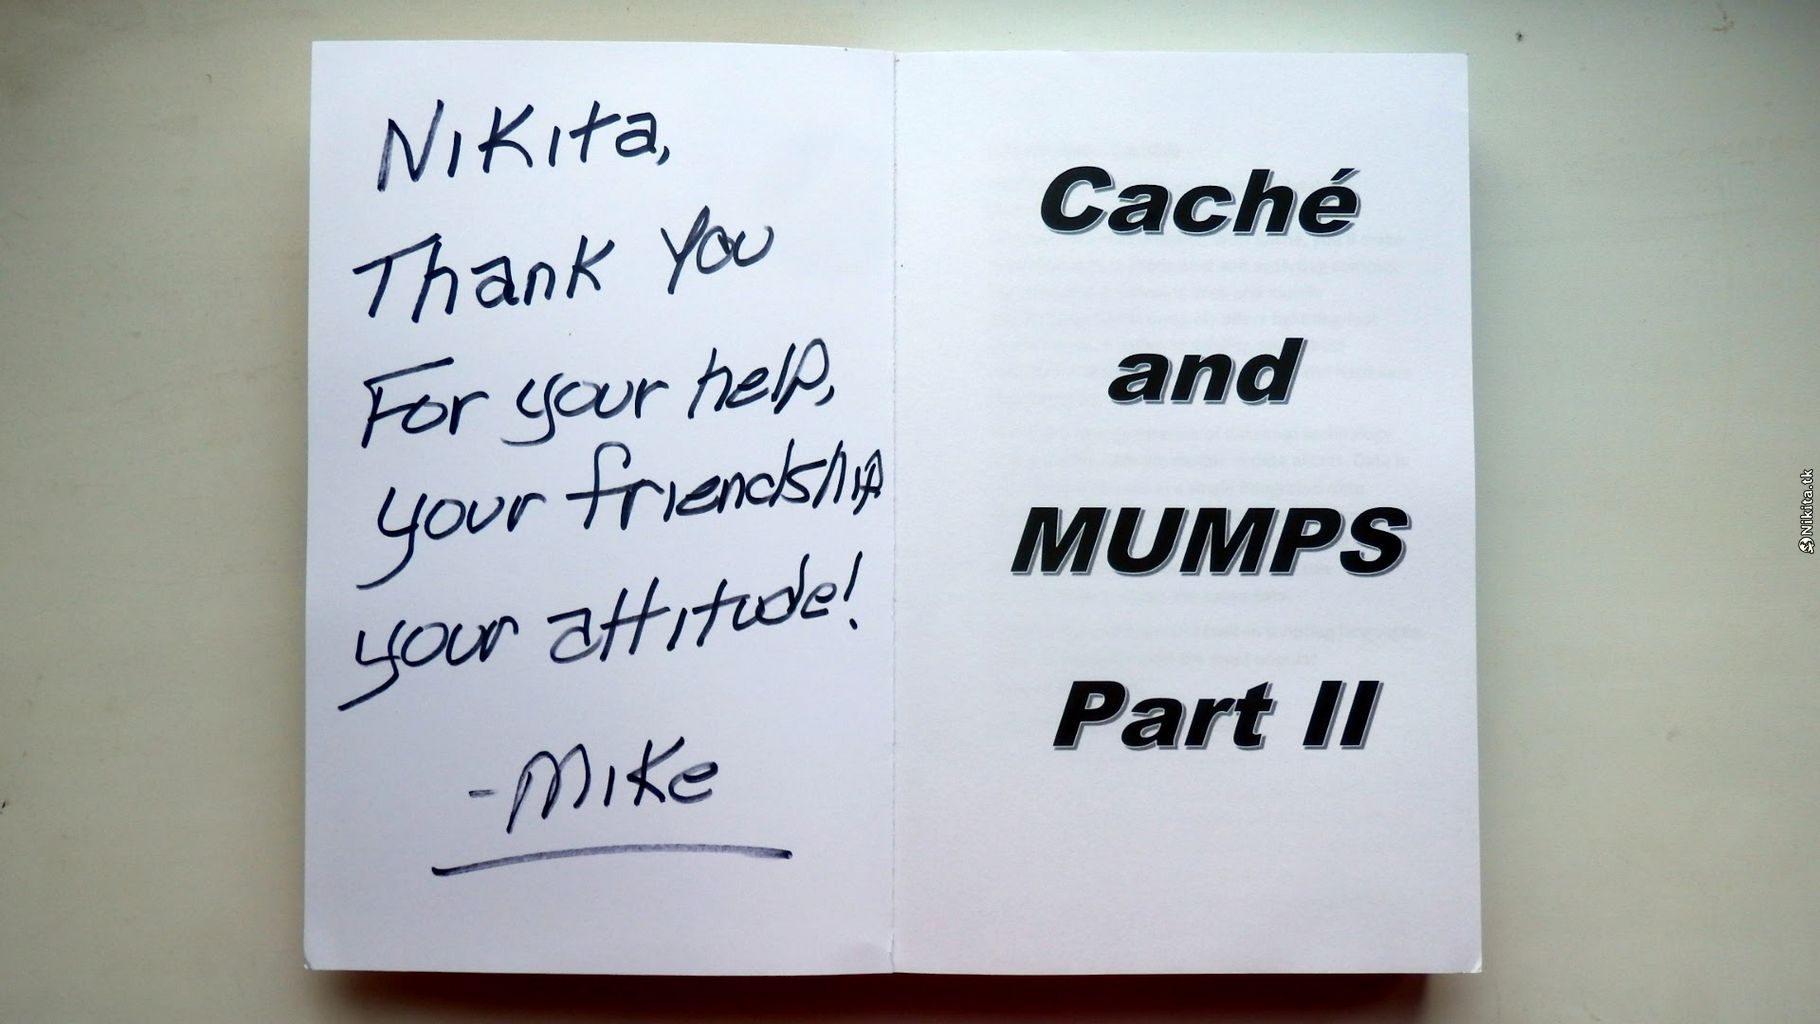 Nikita,
Thank you
For your help,
your friendship
your attitude!
- Mike
Caché
and
MUMPS
Part II
Nikita.tk